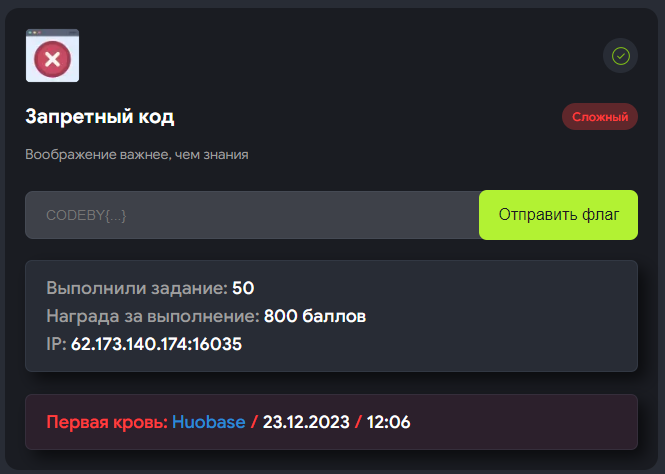 Запретный код
Сложный
Воображение важнее, чем знания
CODEBY{...}
Отправить флаг
Выполнили задание: 50
Награда за выполнение: 800 баллов
IP: 62.173.140.174:16035
Первая кровь: Huobase / 23.12.2023 / 12:06